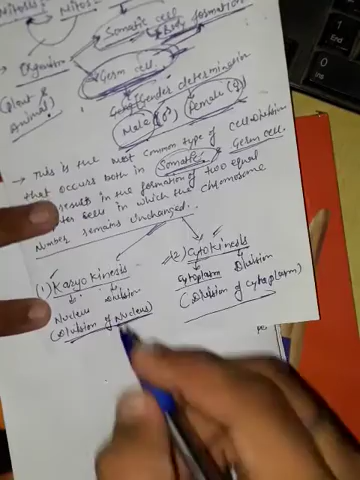 Mitosis
Somatic cell
Body formation
→ Organism
Germ cell
(Plant &
Animal)
Gender determination
Male (♂) Female (♀)
→ This is the most common type of cell division
that occurs both in Somatic & Germ cell.
results in the formation of two equal
cells in which the chromosome
Number remains Unchanged.
(1) Karyokinesis
Nucleus Division
(Division of Nucleus)
(2) Cytokinesis
Cytoplasm Division
(Division of cytoplasm)
0